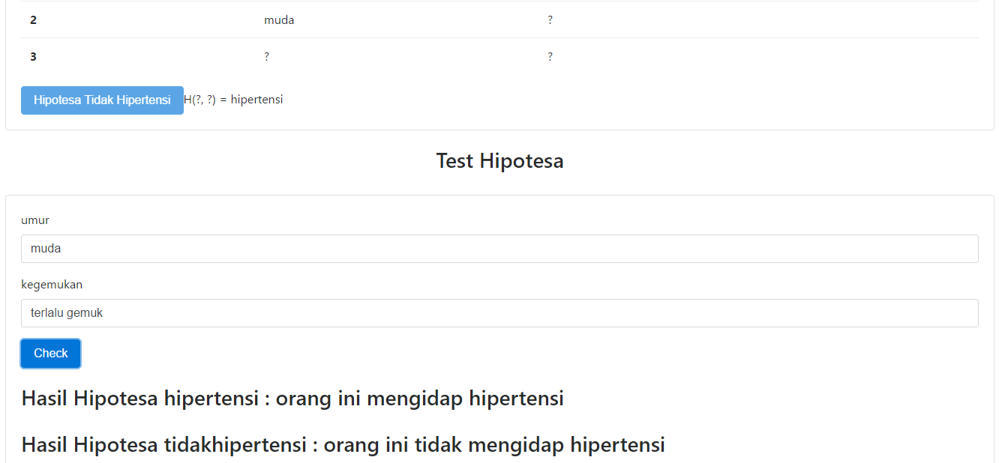 2 muda ?
3 ? ?
Hipotesa Tidak Hipertensi H(?, ?) = hipertensi
Test Hipotesa
umur
muda
kegemukan
terlalu gemuk
Check
Hasil Hipotesa hipertensi : orang ini mengidap hipertensi
Hasil Hipotesa tidakhipertensi : orang ini tidak mengidap hipertensi